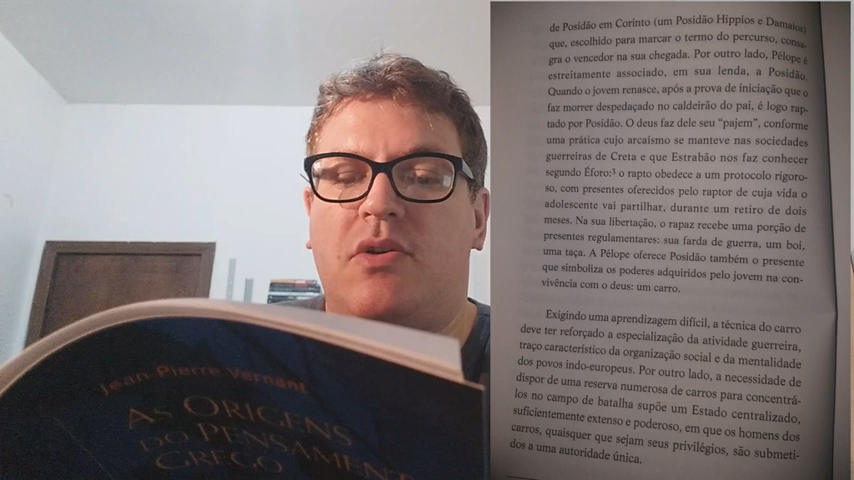 Jean-Pierre Vernant
AS ORIGENS
DO PENSAMENT
GREGO
de Posidão em Corinto (um Posidão Hippios e Damaios)
que, escolhido para marcar o termo do percurso, consa-
gra o vencedor na sua chegada. Por outro lado, Pélope é
estreitamente associado, em sua lenda, a Posidão.
Quando o jovem renasce, após a prova de iniciação que o
faz morrer despedaçado no caldeirão do pai, é logo rap-
tado por Posidão. O deus faz dele seu “pajem”, conforme
uma prática cujo arcaísmo se manteve nas sociedades
guerreiras de Creta e que Estrabão nos faz conhecer
segundo Éforo:³ o rapto obedece a um protocolo rigoro-
so, com presentes oferecidos pelo raptor de cuja vida o
adolescente vai partilhar, durante um retiro de dois
meses. Na sua libertação, o rapaz recebe uma porção de
presentes regulamentares: sua farda de guerra, um boi,
uma taça. A Pélope oferece Posidão também o presente
que simboliza os poderes adquiridos pelo jovem na con-
vivência com o deus: um carro.
Exigindo uma aprendizagem difícil, a técnica do carro
deve ter reforçado a especialização da atividade guerreira,
traço característico da organização social e da mentalidade
dos povos indo-europeus. Por outro lado, a necessidade de
dispor de uma reserva numerosa de carros para concentrá-
los no campo de batalha supõe um Estado centralizado,
suficientemente extenso e poderoso, em que os homens dos
carros, quaisquer que sejam seus privilégios, são submeti-
dos a uma autoridade única.